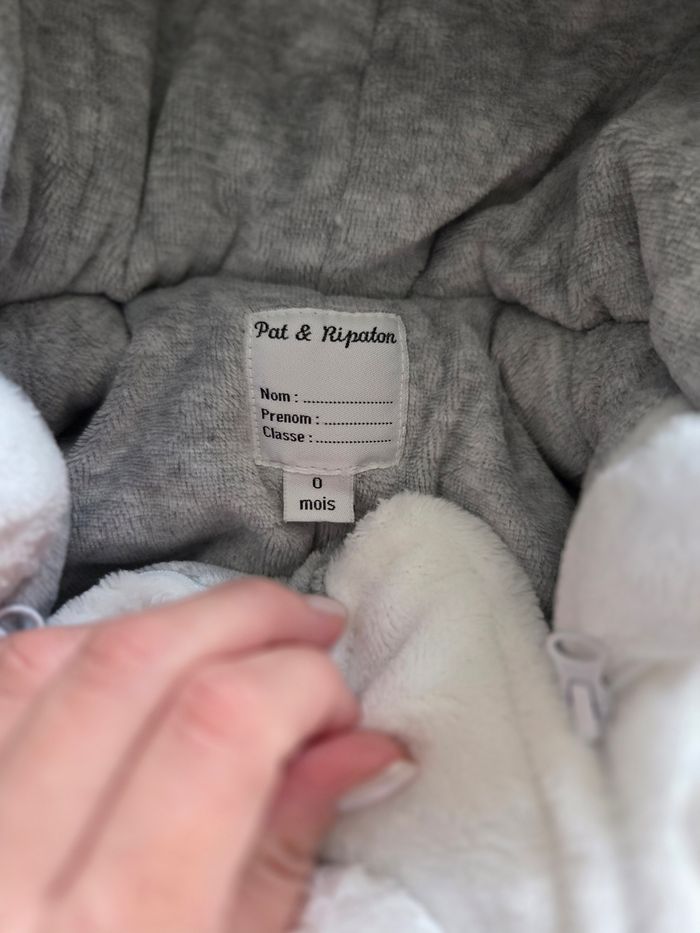 Pat & Ripaton
Nom : ........................
Prenom : ..................
Classe : ....................
0
mois